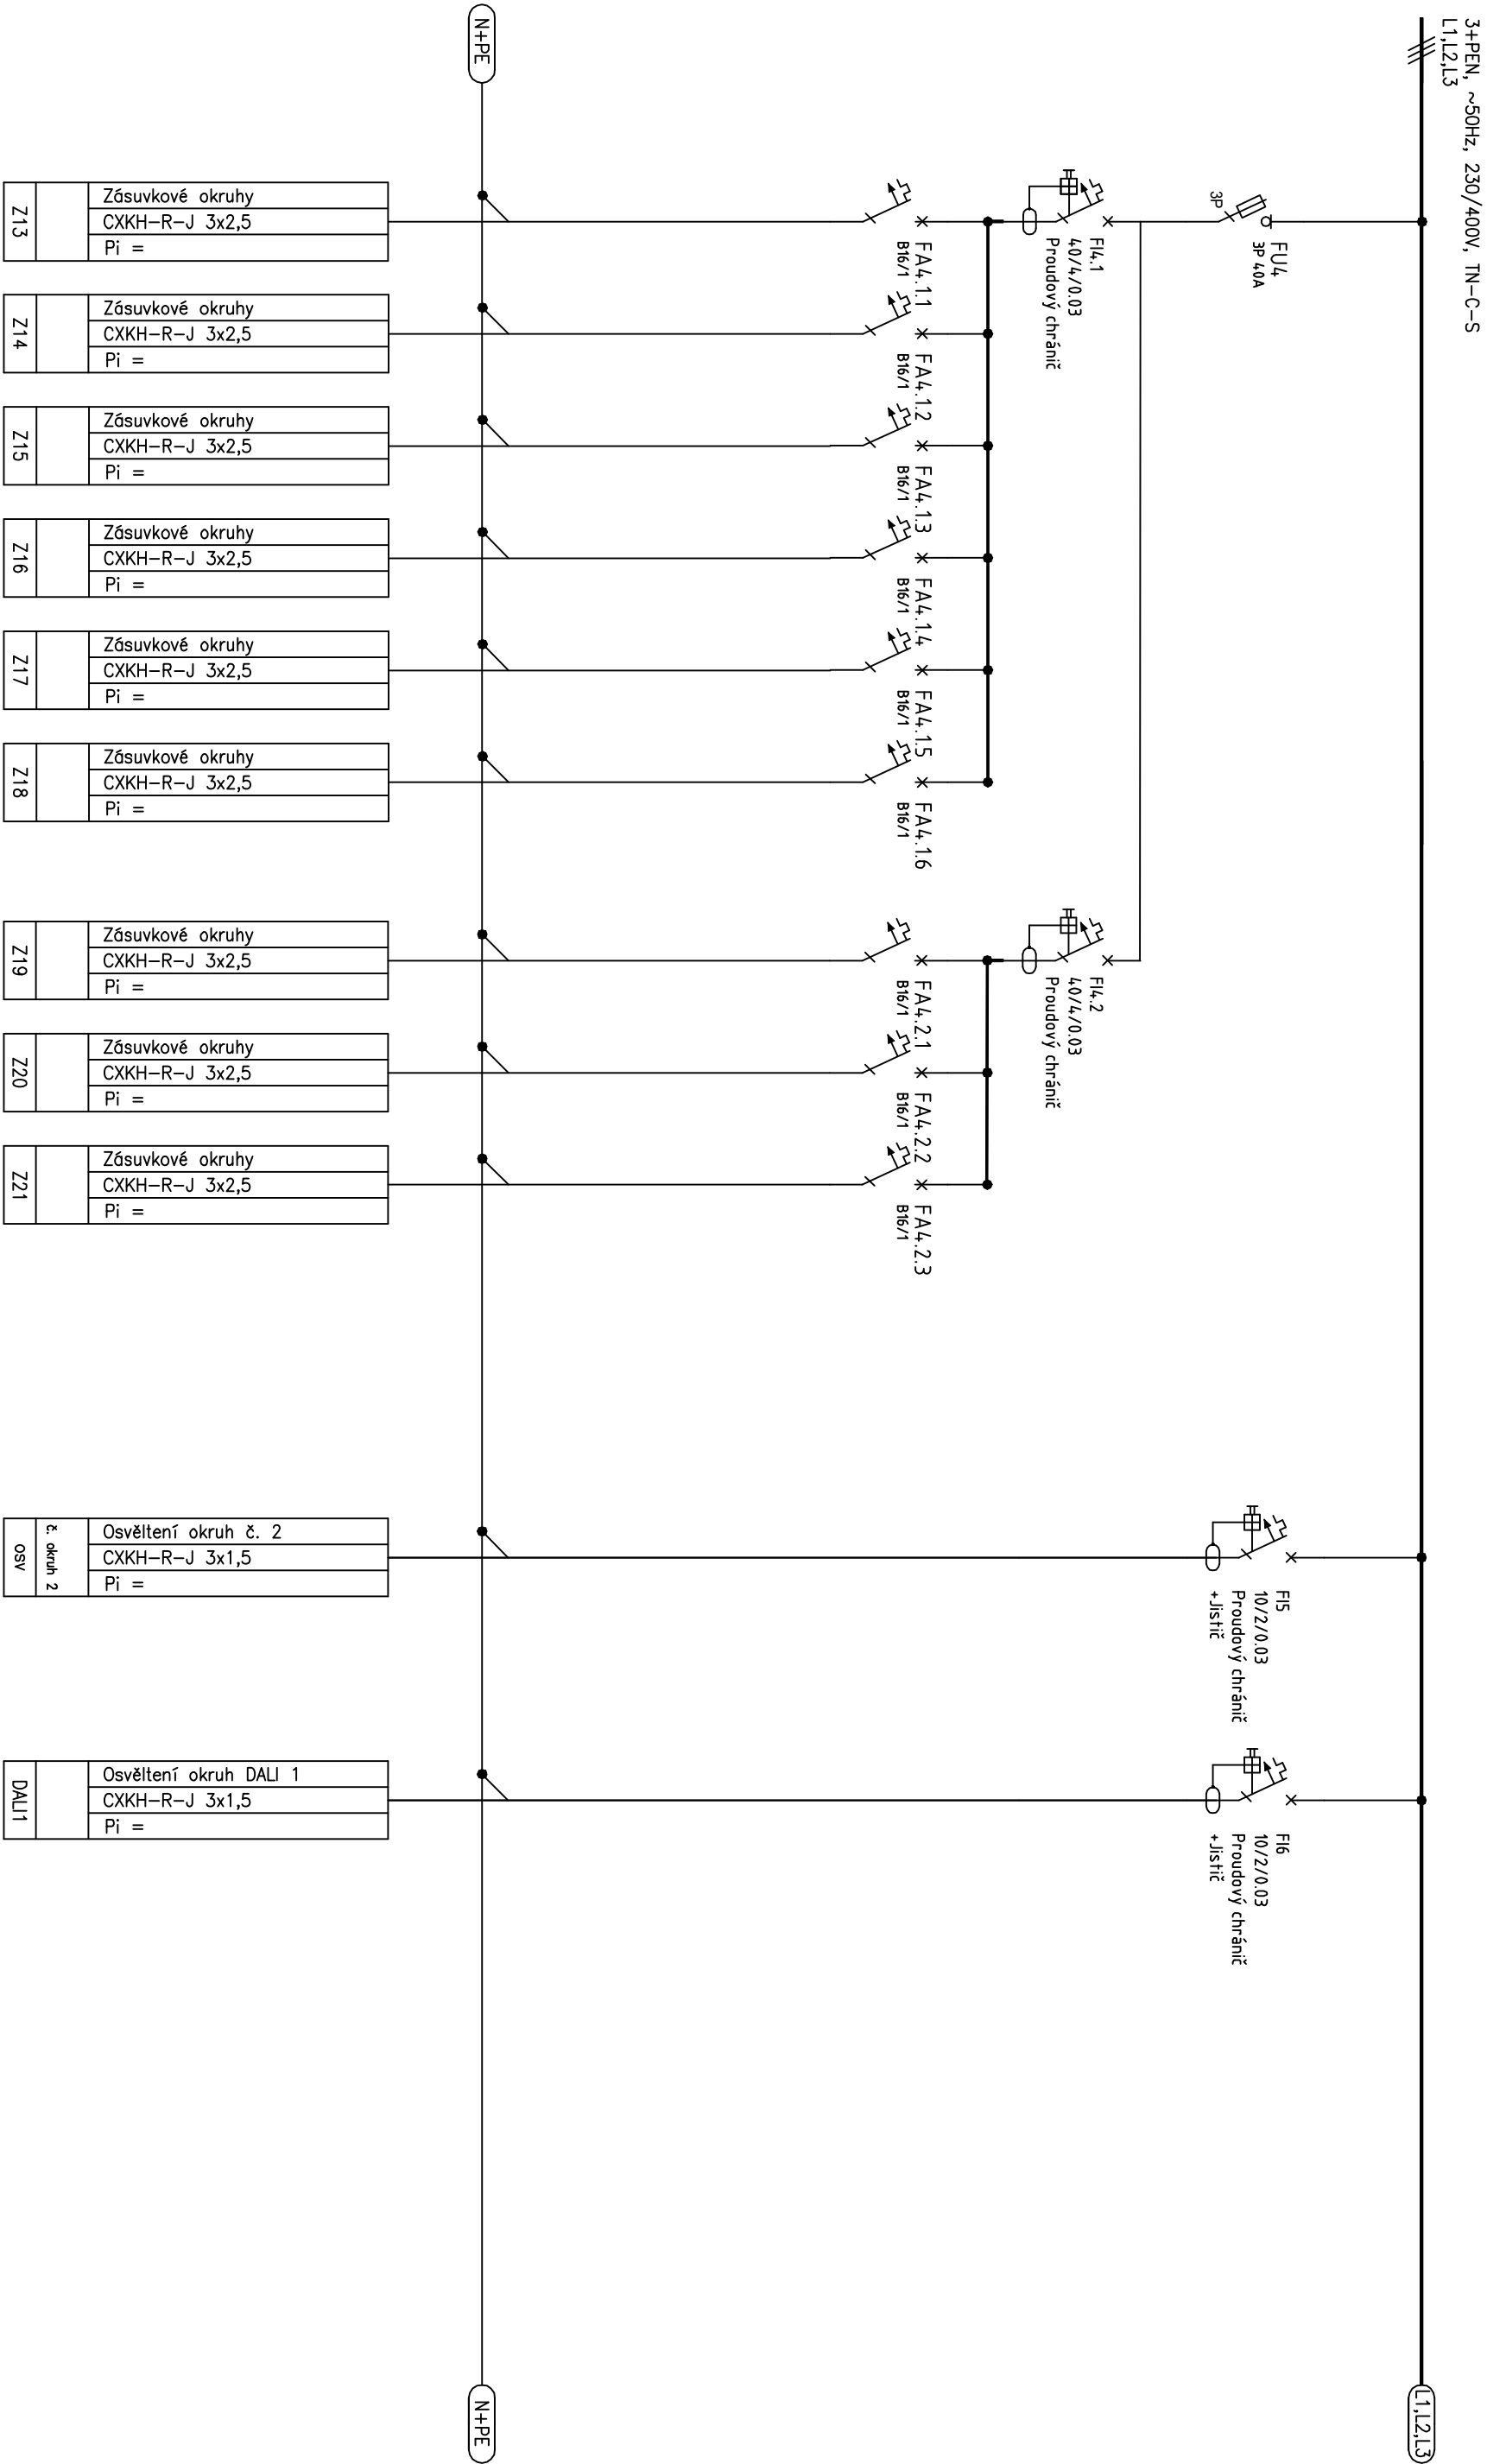 3+PEN, ~50Hz, 230/400V, TN-C-S
L1,L2,L3
FU4
3P 40A
3P
FI4.1
40/4/0.03
Proudový chránič
FI4.2
40/4/0.03
Proudový chránič
FI5
10/2/0.03
Proudový chránič
+Jistič
FI6
10/2/0.03
Proudový chránič
+Jistič
L1,L2,L3
FA4.1.1
B16/1
FA4.1.2
B16/1
FA4.1.3
B16/1
FA4.1.4
B16/1
FA4.1.5
B16/1
FA4.1.6
B16/1
FA4.2.1
B16/1
FA4.2.2
B16/1
FA4.2.3
B16/1
N+PE
N+PE
Zásuvkové okruhy
CXKH-R-J 3x2,5
Pi =
Z13
Zásuvkové okruhy
CXKH-R-J 3x2,5
Pi =
Z14
Zásuvkové okruhy
CXKH-R-J 3x2,5
Pi =
Z15
Zásuvkové okruhy
CXKH-R-J 3x2,5
Pi =
Z16
Zásuvkové okruhy
CXKH-R-J 3x2,5
Pi =
Z17
Zásuvkové okruhy
CXKH-R-J 3x2,5
Pi =
Z18
Zásuvkové okruhy
CXKH-R-J 3x2,5
Pi =
Z19
Zásuvkové okruhy
CXKH-R-J 3x2,5
Pi =
Z20
Zásuvkové okruhy
CXKH-R-J 3x2,5
Pi =
Z21
Osvěltení okruh č. 2
CXKH-R-J 3x1,5
Pi =
č. okruh 2
osv
Osvěltení okruh DALI 1
CXKH-R-J 3x1,5
Pi =
DALI1